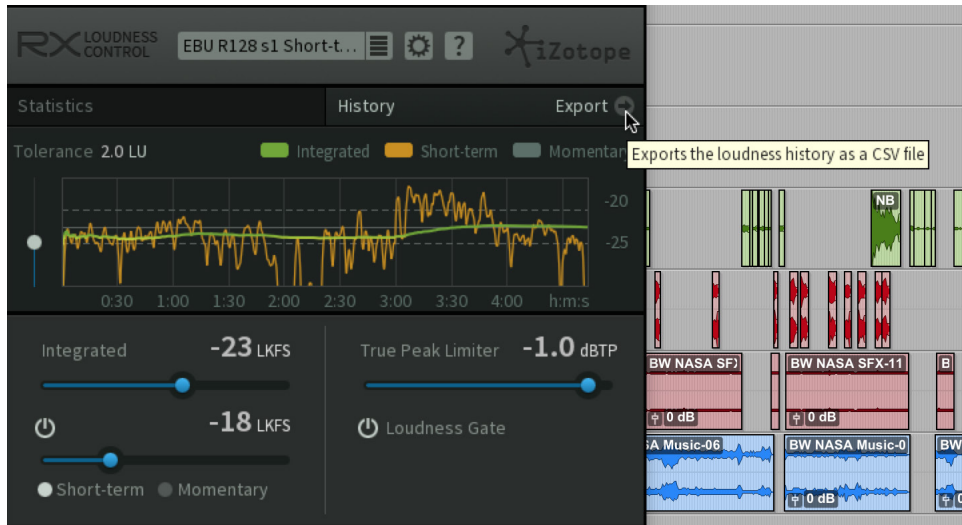 RX LOUDNESS CONTROL
EBU R128 s1 Short-t...
?
iZotope
Statistics
History
Export
Exports the loudness history as a CSV file
Tolerance 2.0 LU
Integrated
Short-term
Momentary
-20
-25
0:30 1:00 1:30 2:00 2:30 3:00 3:30 4:00 h:m:s
NB
Integrated -23 LKFS
True Peak Limiter -1.0 dBTP
-18 LKFS
Loudness Gate
Short-term Momentary
BW NASA SF
BW NASA SFX-11
B
0 dB
0 dB
SA Music-06
BW NASA Music-0
BW
0 dB
0